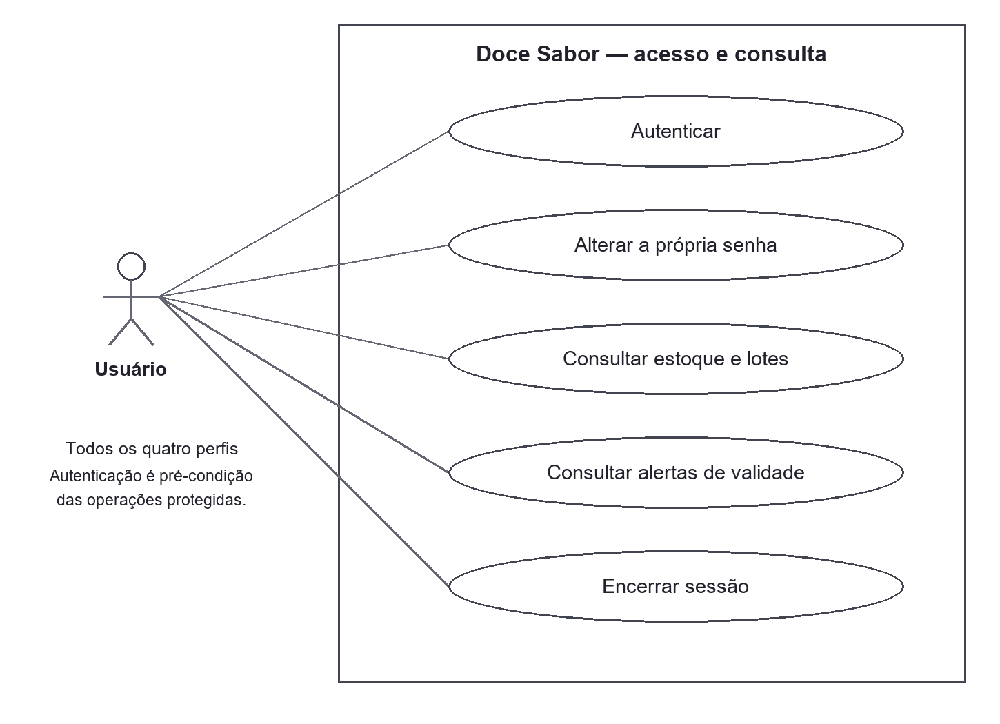 Doce Sabor — acesso e consulta
Autenticar
Alterar a própria senha
Consultar estoque e lotes
Usuário
Todos os quatro perfis
Autenticação é pré-condição
das operações protegidas.
Consultar alertas de validade
Encerrar sessão